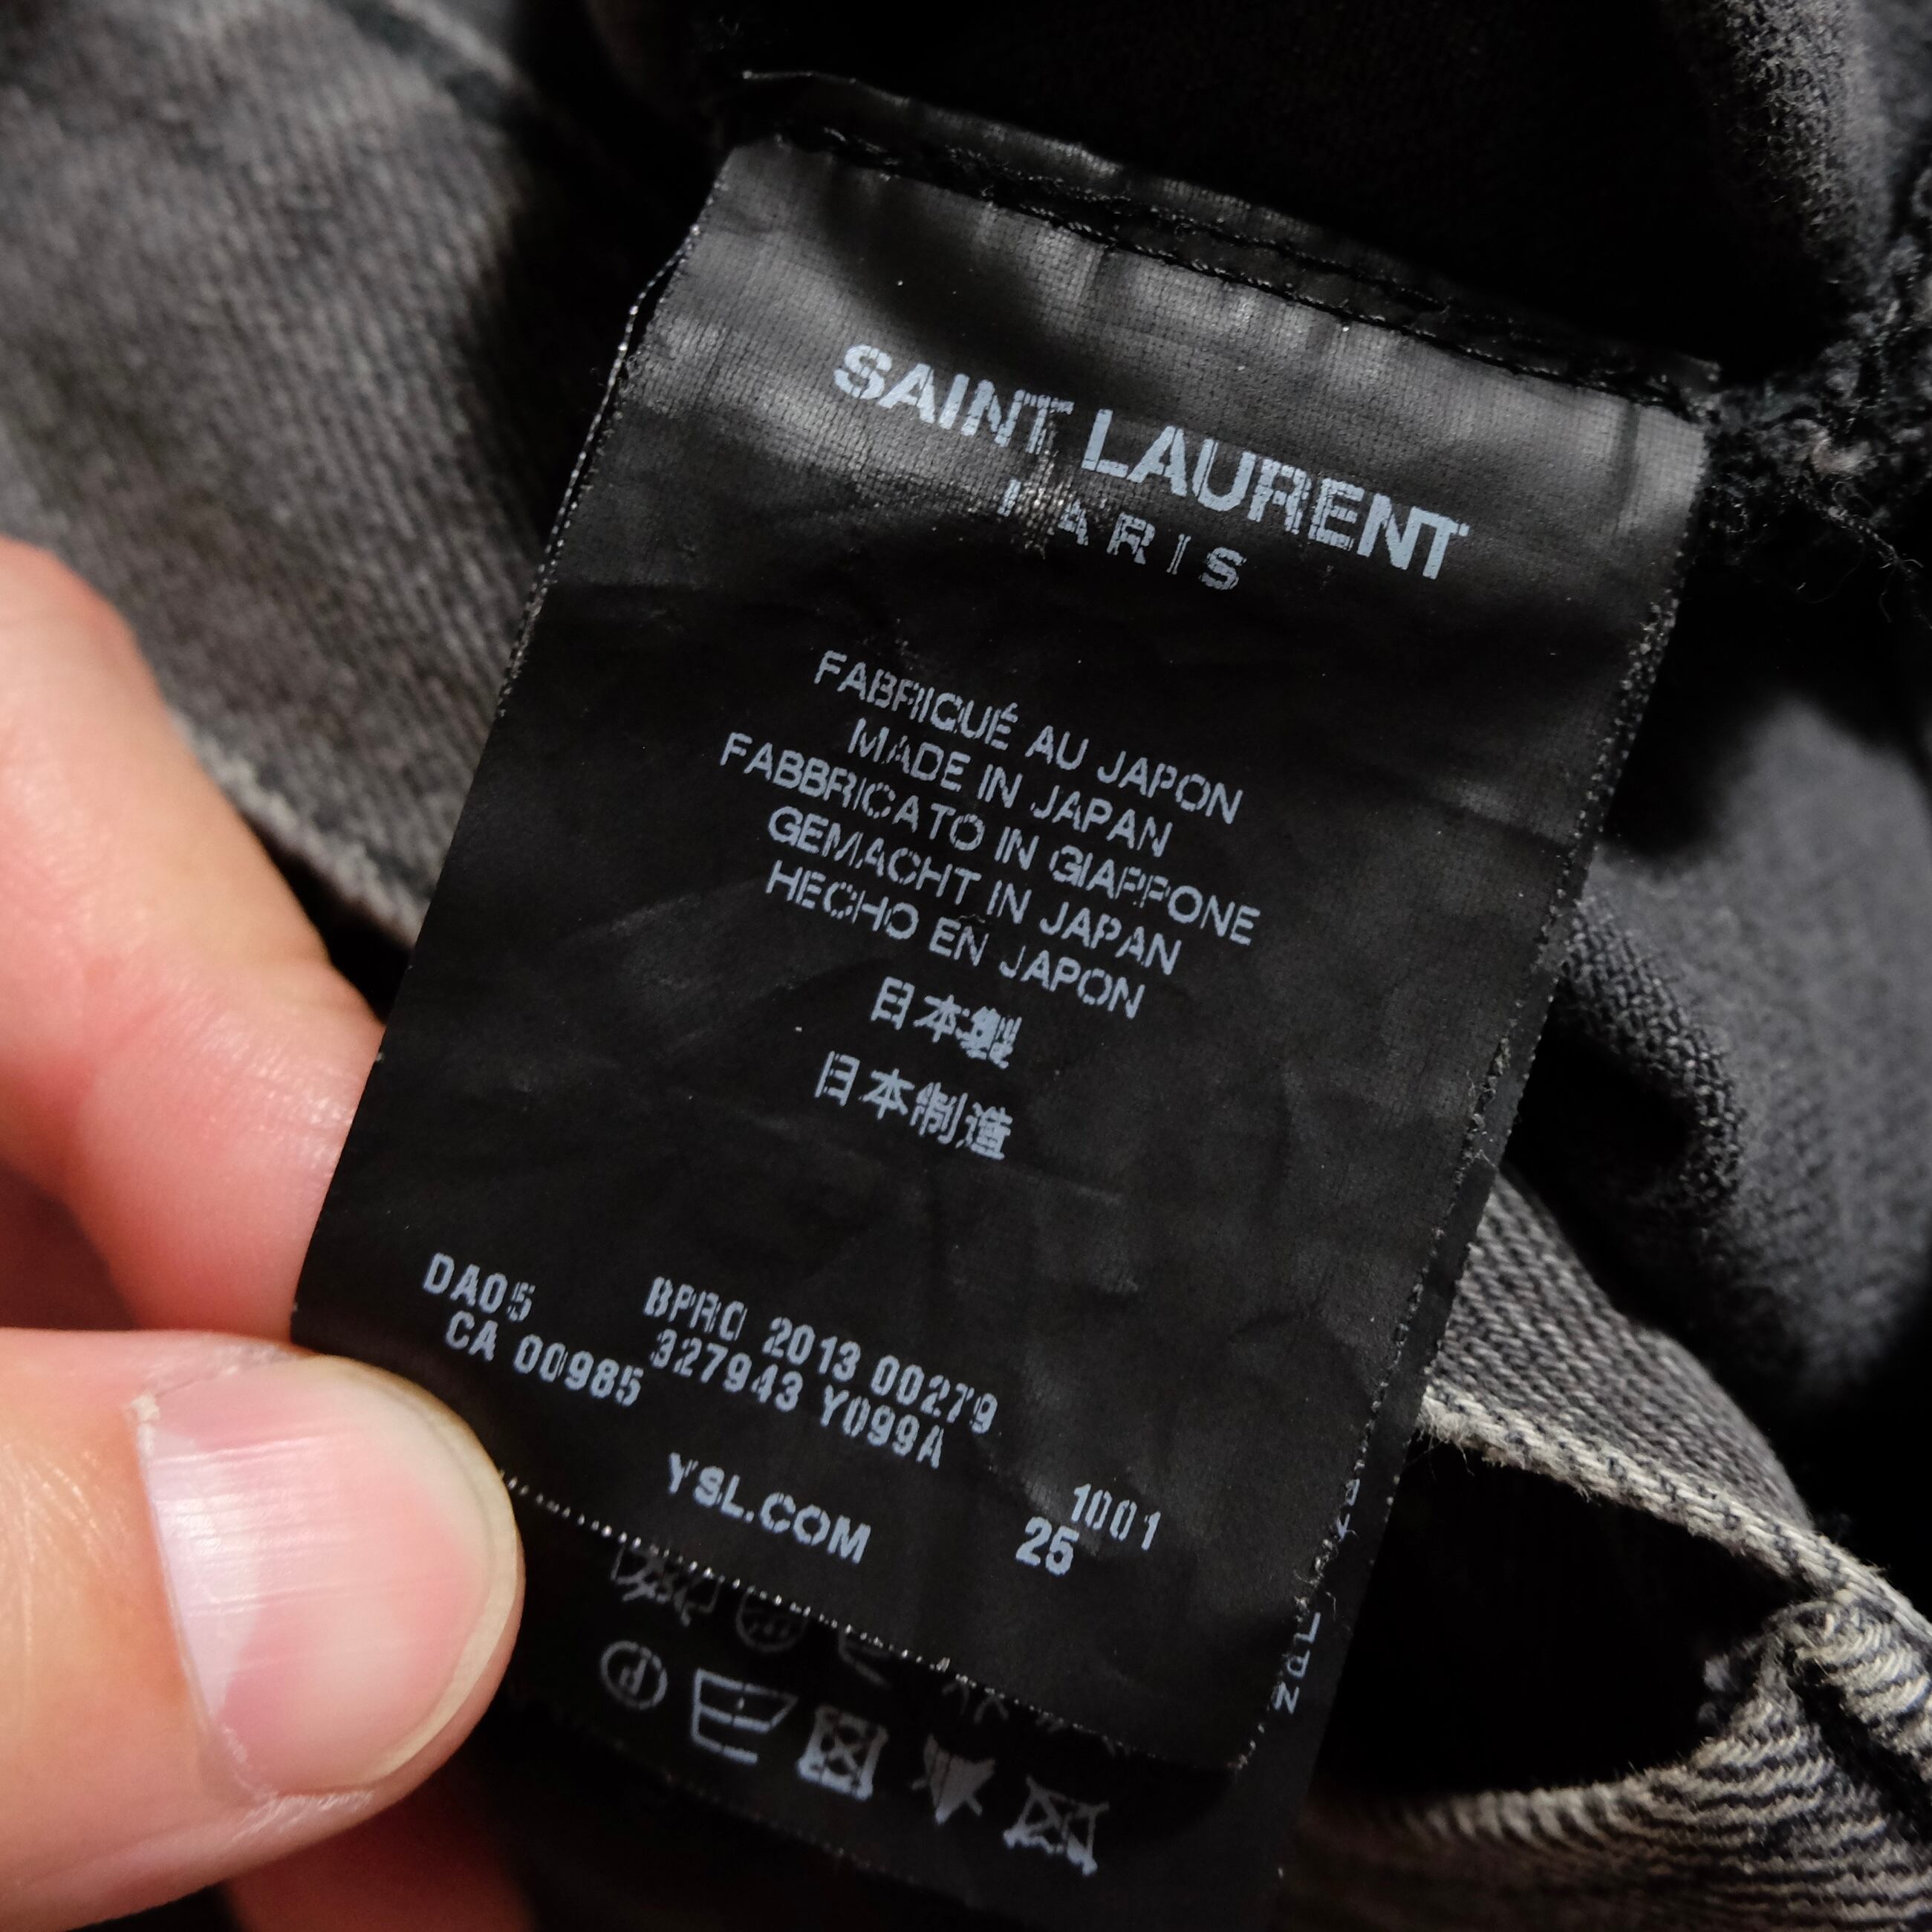 SAINT LAURENT
PARIS
FABRIQUÉ AU JAPON
MADE IN JAPAN
FABBRICATO IN GIAPPONE
GEMACHT IN JAPAN
HECHO EN JAPON
日本製
日本制造
DA05 BPRO 2013 00279
CA 00985 327943 Y099A
1001
YSL.COM 25